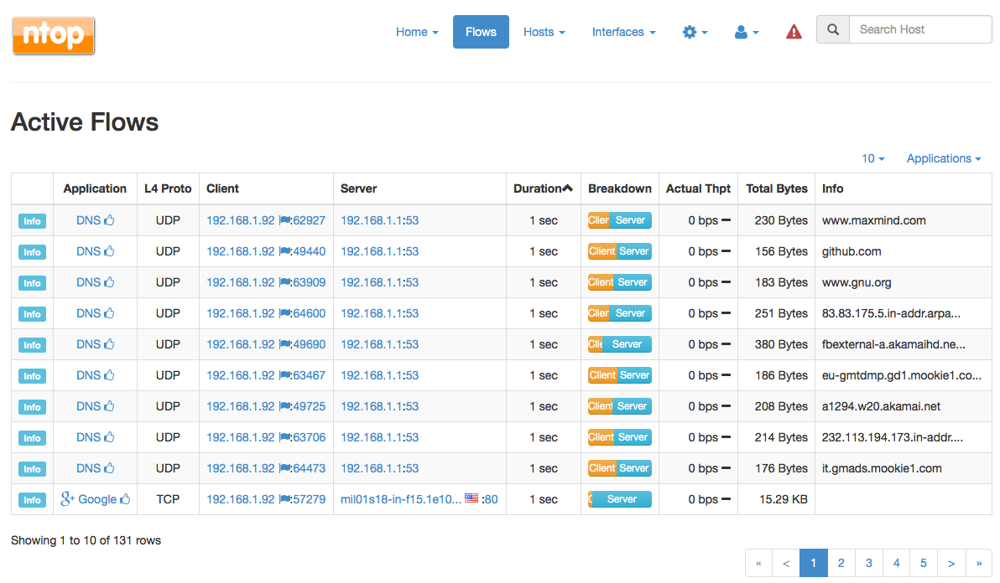 ntop Home Flows Hosts Interfaces Search Host
Active Flows
10 Applications
Application L4 Proto Client Server Duration Breakdown Actual Thpt Total Bytes Info
Info DNS UDP 192.168.1.92 :62927 192.168.1.1:53 1 sec Clien Server 0 bps 230 Bytes www.maxmind.com
Info DNS UDP 192.168.1.92 :49440 192.168.1.1:53 1 sec Client Server 0 bps 156 Bytes github.com
Info DNS UDP 192.168.1.92 :63909 192.168.1.1:53 1 sec Client Server 0 bps 183 Bytes www.gnu.org
Info DNS UDP 192.168.1.92 :64600 192.168.1.1:53 1 sec Clien Server 0 bps 251 Bytes 83.83.175.5.in-addr.arpa...
Info DNS UDP 192.168.1.92 :49690 192.168.1.1:53 1 sec Clie Server 0 bps 380 Bytes fbexternal-a.akamaihd.ne...
Info DNS UDP 192.168.1.92 :63467 192.168.1.1:53 1 sec Client Server 0 bps 186 Bytes eu-gmtdmp.gd1.mookie1.co...
Info DNS UDP 192.168.1.92 :49725 192.168.1.1:53 1 sec Client Server 0 bps 208 Bytes a1294.w20.akamai.net
Info DNS UDP 192.168.1.92 :63706 192.168.1.1:53 1 sec Client Server 0 bps 214 Bytes 232.113.194.173.in-addr....
Info DNS UDP 192.168.1.92 :64473 192.168.1.1:53 1 sec Client Server 0 bps 176 Bytes it.gmads.mookie1.com
Info g+ Google TCP 192.168.1.92 :57279 mil01s18-in-f15.1e10... :80 1 sec C Server 0 bps 15.29 KB
Showing 1 to 10 of 131 rows
« < 1 2 3 4 5 > »